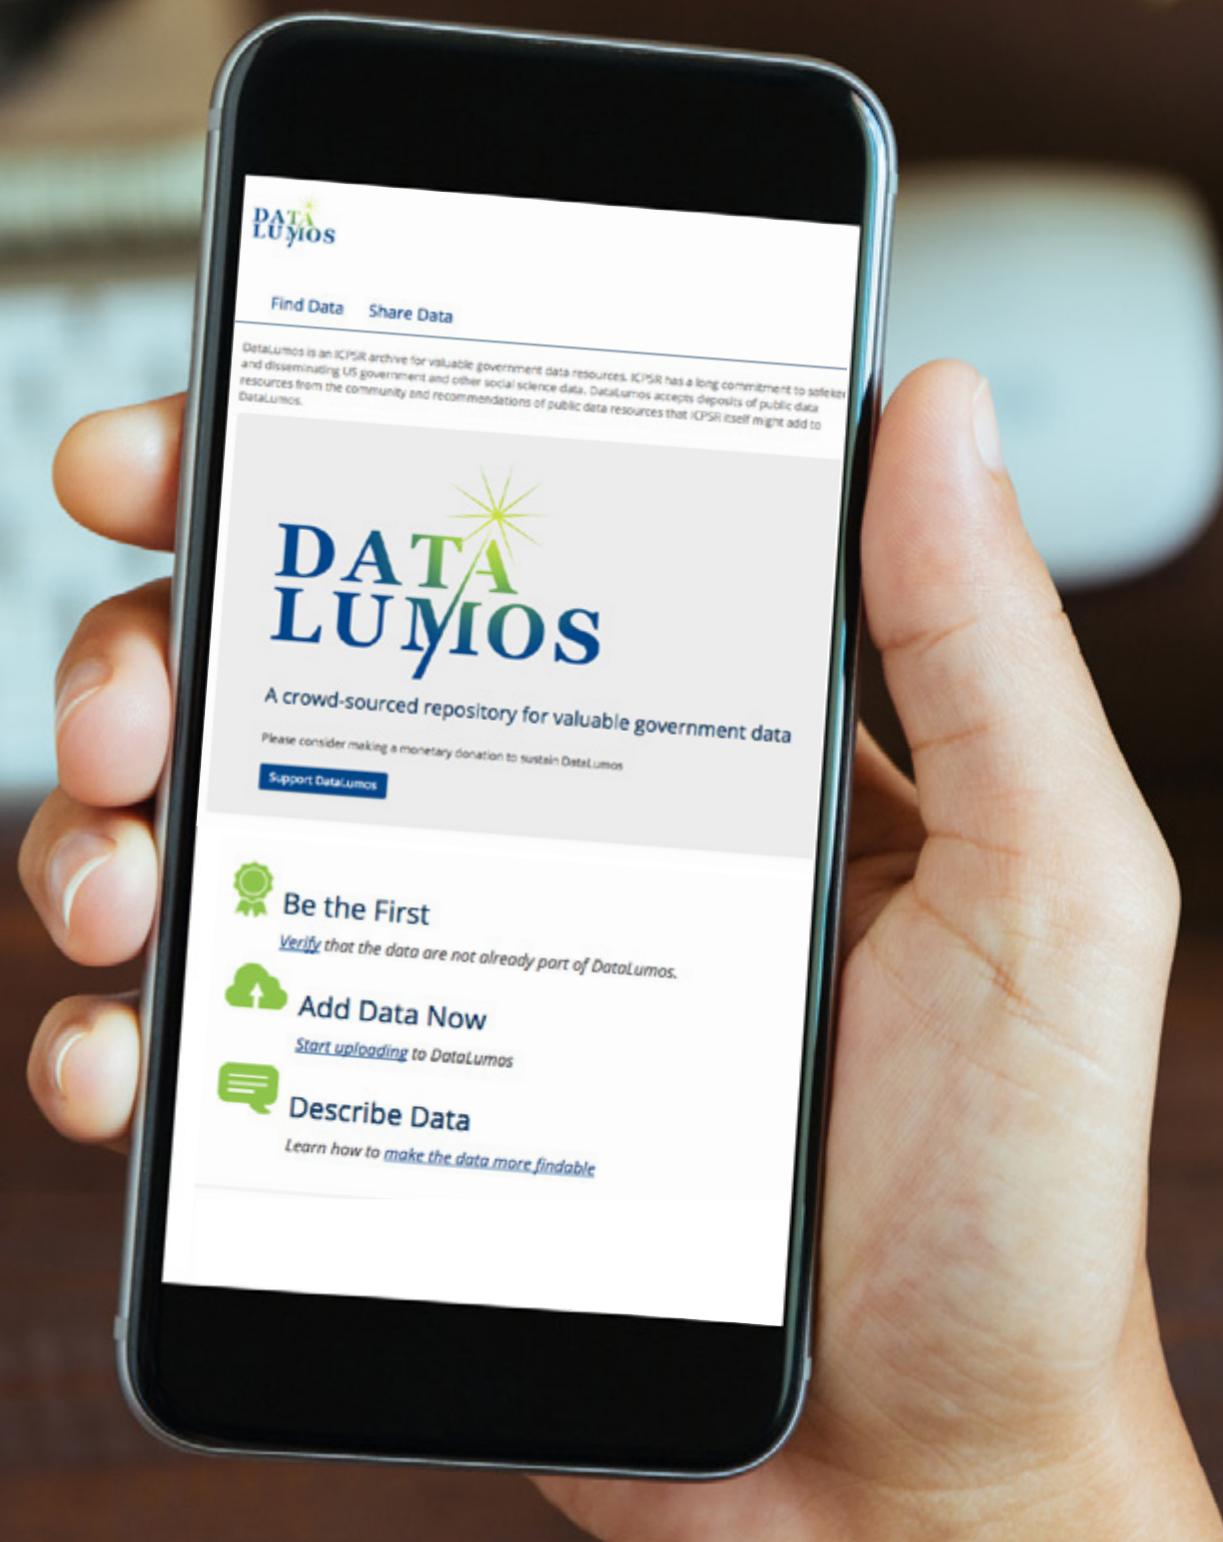 DATA
LUMOS
Find Data Share Data
DataLumos is an ICPSR archive for valuable government data resources. ICPSR has a long commitment to safekee
and disseminating US government and other social science data. DataLumos accepts deposits of public data
resources from the community and recommendations of public data resources that ICPSR itself might add to
DataLumos.
DATA
LUMOS
A crowd-sourced repository for valuable government data
Please consider making a monetary donation to sustain DataLumos
Support DataLumos
Be the First
Verify that the data are not already part of DataLumos.
Add Data Now
Start uploading to DataLumos
Describe Data
Learn how to make the data more findable